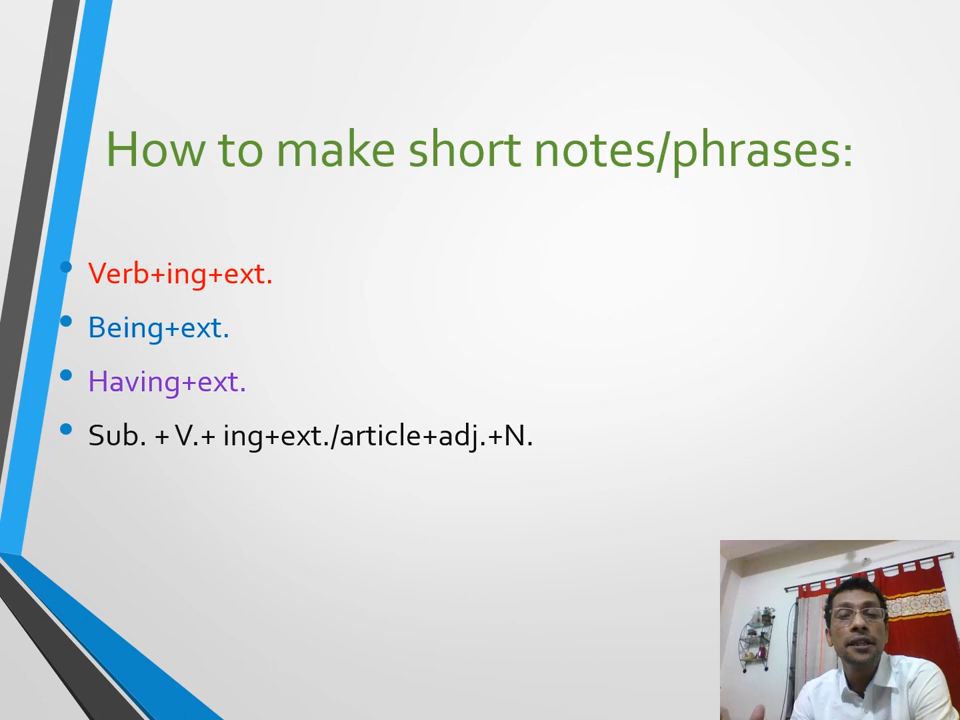 How to make short notes/phrases:
Verb+ing+ext.
Being+ext.
Having+ext.
Sub. + V.+ ing+ext./article+adj.+N.